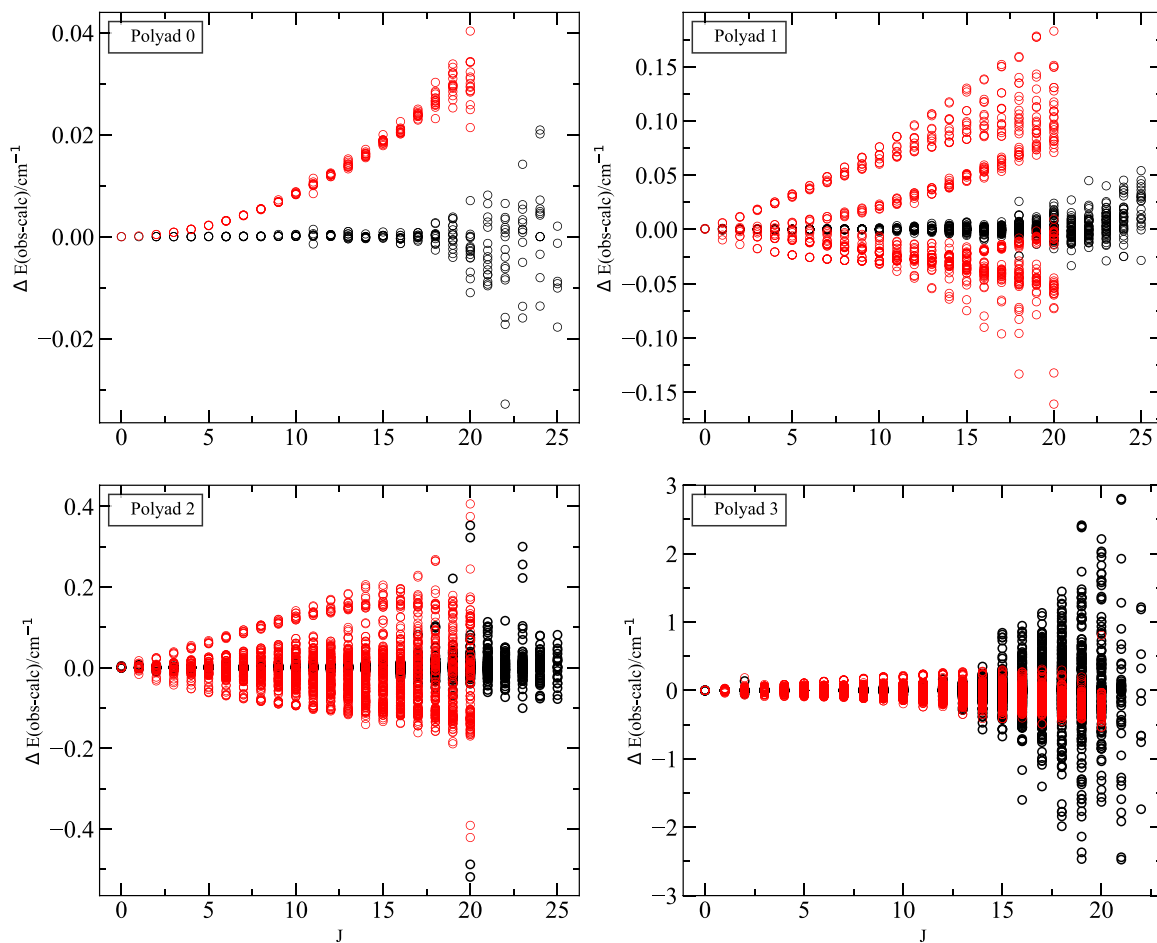 Polyad 0
Δ E(obs-calc)/cm⁻¹
0.04
0.02
0.00
−0.02
0 5 10 15 20 25
Polyad 1
Δ E(obs-calc)/cm⁻¹
0.15
0.10
0.05
0.00
−0.05
−0.10
−0.15
0 5 10 15 20 25
Polyad 2
Δ E(obs-calc)/cm⁻¹
0.4
0.2
0.0
−0.2
−0.4
0 5 10 15 20 25
J
Polyad 3
Δ E(obs-calc)/cm⁻¹
3
2
1
0
−1
−2
−3
0 5 10 15 20
J